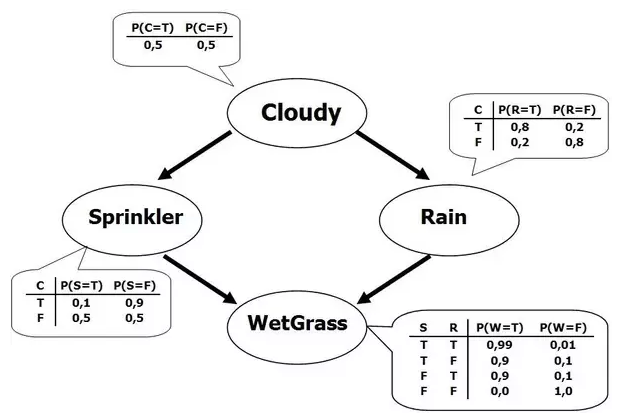 P(C=T) P(C=F)
0,5 0,5
Cloudy
C P(R=T) P(R=F)
T 0,8 0,2
F 0,2 0,8
Sprinkler
Rain
C P(S=T) P(S=F)
T 0,1 0,9
F 0,5 0,5
WetGrass
S R P(W=T) P(W=F)
T T 0,99 0,01
T F 0,9 0,1
F T 0,9 0,1
F F 0,0 1,0